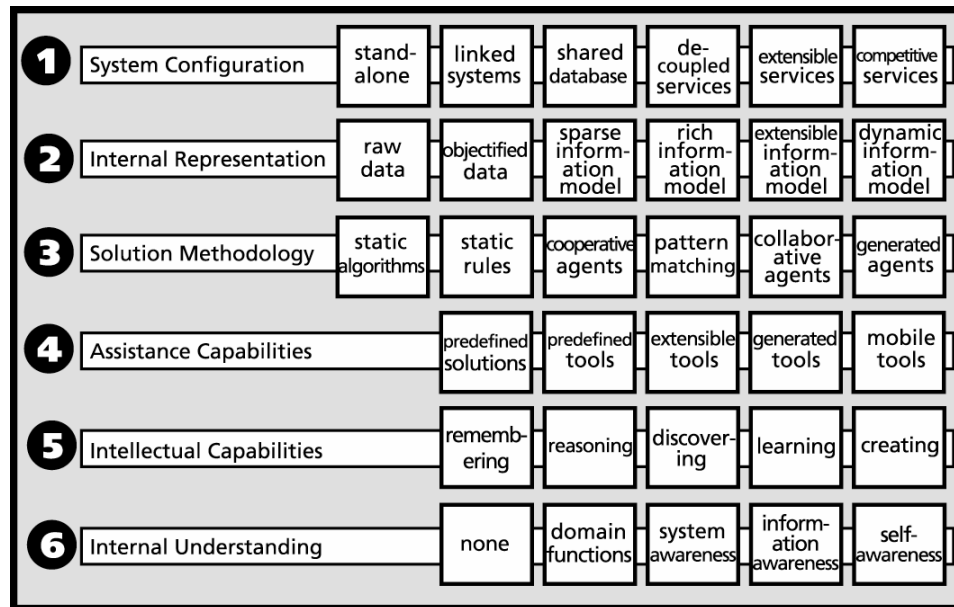 1 System Configuration
stand-
alone
linked
systems
shared
database
de-
coupled
services
extensible
services
competitive
services
2 Internal Representation
raw
data
objectified
data
sparse
inform-
ation
model
rich
inform-
ation
model
extensible
inform-
ation
model
dynamic
inform-
ation
model
3 Solution Methodology
static
algorithms
static
rules
cooperative
agents
pattern
matching
collabor-
ative
agents
generated
agents
4 Assistance Capabilities
predefined
solutions
predefined
tools
extensible
tools
generated
tools
mobile
tools
5 Intellectual Capabilities
rememb-
ering
reasoning
discover-
ing
learning
creating
6 Internal Understanding
none
domain
functions
system
awareness
inform-
ation
awareness
self-
awareness